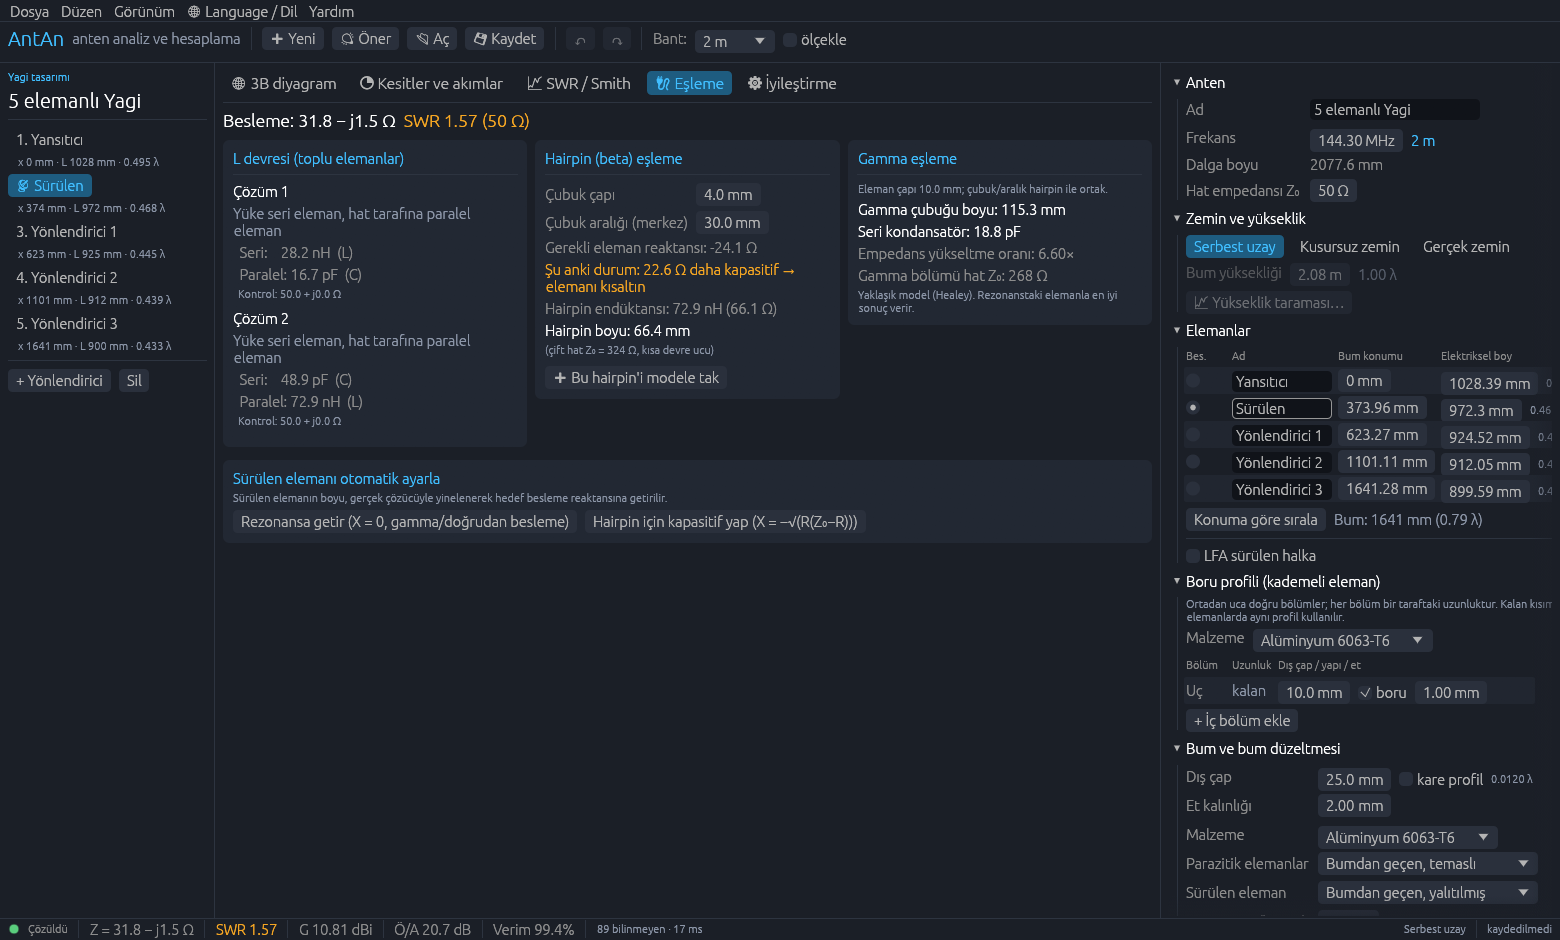 Dosya Düzen Görünüm Language / Dil Yardım
AntAn anten analiz ve hesaplama + Yeni Öner Aç Kaydet Bant: 2 m ölçekle
Yagi tasarımı
5 elemanlı Yagi
1. Yansıtıcı
x 0 mm · L 1028 mm · 0.495 λ
Sürülen
x 374 mm · L 972 mm · 0.468 λ
3. Yönlendirici 1
x 623 mm · L 925 mm · 0.445 λ
4. Yönlendirici 2
x 1101 mm · L 912 mm · 0.439 λ
5. Yönlendirici 3
x 1641 mm · L 900 mm · 0.433 λ
+ Yönlendirici Sil
3B diyagram Kesitler ve akımlar SWR / Smith Eşleme İyileştirme
Besleme: 31.8 − j1.5 Ω SWR 1.57 (50 Ω)
L devresi (toplu elemanlar)
Çözüm 1
Yüke seri eleman, hat tarafına paralel
eleman
Seri: 28.2 nH (L)
Paralel: 16.7 pF (C)
Kontrol: 50.0 + j0.0 Ω
Çözüm 2
Yüke seri eleman, hat tarafına paralel
eleman
Seri: 48.9 pF (C)
Paralel: 72.9 nH (L)
Kontrol: 50.0 + j0.0 Ω
Hairpin (beta) eşleme
Çubuk çapı 4.0 mm
Çubuk aralığı (merkez) 30.0 mm
Gerekli eleman reaktansı: -24.1 Ω
Şu anki durum: 22.6 Ω daha kapasitif →
elemanı kısaltın
Hairpin endüktansı: 72.9 nH (66.1 Ω)
Hairpin boyu: 66.4 mm
(çift hat Z₀ = 324 Ω, kısa devre ucu)
+ Bu hairpin'i modele tak
Gamma eşleme
Eleman çapı 10.0 mm; çubuk/aralık hairpin ile ortak.
Gamma çubuğu boyu: 115.3 mm
Seri kondansatör: 18.8 pF
Empedans yükseltme oranı: 6.60×
Gamma bölümü hat Z₀: 268 Ω
Yaklaşık model (Healey). Rezonanstaki elemanla en iyi
sonuç verir.
Sürülen elemanı otomatik ayarla
Sürülen elemanın boyu, gerçek çözücüyle yinelenerek hedef besleme reaktansına getirilir.
Rezonansa getir (X = 0, gamma/doğrudan besleme) Hairpin için kapasitif yap (X = −√(R(Z₀−R)))
Anten
Ad 5 elemanlı Yagi
Frekans 144.30 MHz 2 m
Dalga boyu 2077.6 mm
Hat empedansı Z₀ 50 Ω
Zemin ve yükseklik
Serbest uzay Kusursuz zemin Gerçek zemin
Bum yüksekliği 2.08 m 1.00 λ
Yükseklik taraması…
Elemanlar
Bes. Ad Bum konumu Elektriksel boy
Yansıtıcı 0 mm 1028.39 mm 0
Sürülen 373.96 mm 972.3 mm 0.46
Yönlendirici 1 623.27 mm 924.52 mm 0.4
Yönlendirici 2 1101.11 mm 912.05 mm 0.4
Yönlendirici 3 1641.28 mm 899.59 mm 0.4
Konuma göre sırala Bum: 1641 mm (0.79 λ)
LFA sürülen halka
Boru profili (kademeli eleman)
Ortadan uca doğru bölümler; her bölüm bir taraftaki uzunluktur. Kalan kısım
elemanlarda aynı profil kullanılır.
Malzeme Alüminyum 6063-T6
Bölüm Uzunluk Dış çap / yapı / et
Uç kalan 10.0 mm ✓ boru 1.00 mm
+ İç bölüm ekle
Bum ve bum düzeltmesi
Dış çap 25.0 mm kare profil 0.0120 λ
Et kalınlığı 2.00 mm
Malzeme Alüminyum 6063-T6
Parazitik elemanlar Bumdan geçen, temaslı
Sürülen eleman Bumdan geçen, yalıtılmış
Çözüldü Z = 31.8 − j1.5 Ω SWR 1.57 G 10.81 dBi Ö/A 20.7 dB Verim 99.4% 89 bilinmeyen · 17 ms Serbest uzay kaydedilmedi